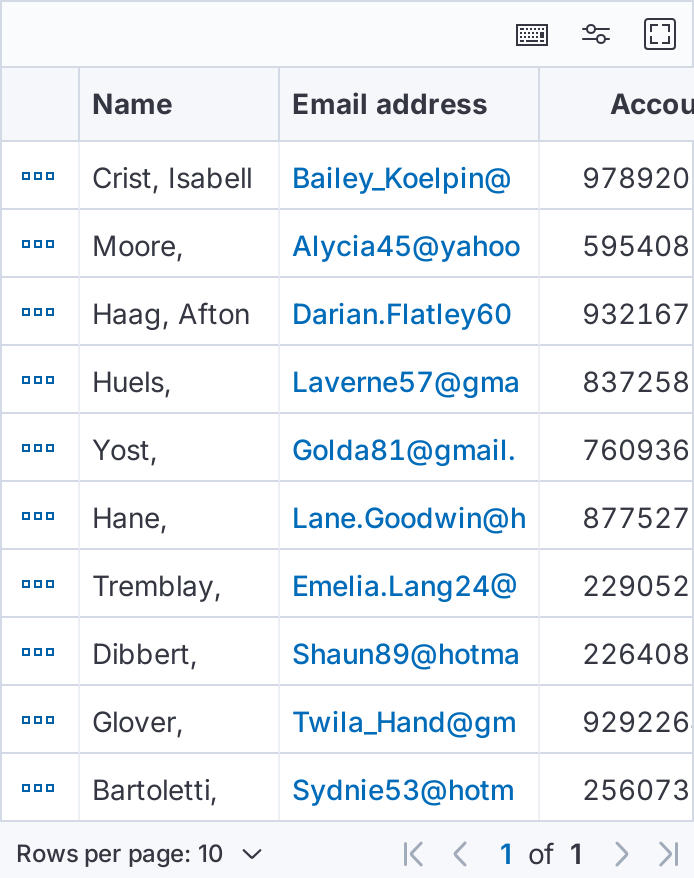 Name Email address Accou
Crist, Isabell Bailey_Koelpin@ 978920
Moore, Alycia45@yahoo 595408
Haag, Afton Darian.Flatley60 932167
Huels, Laverne57@gma 837258
Yost, Golda81@gmail. 760936
Hane, Lane.Goodwin@h 877527
Tremblay, Emelia.Lang24@ 229052
Dibbert, Shaun89@hotma 226408
Glover, Twila_Hand@gm 929226
Bartoletti, Sydnie53@hotm 256073
Rows per page: 10 1 of 1